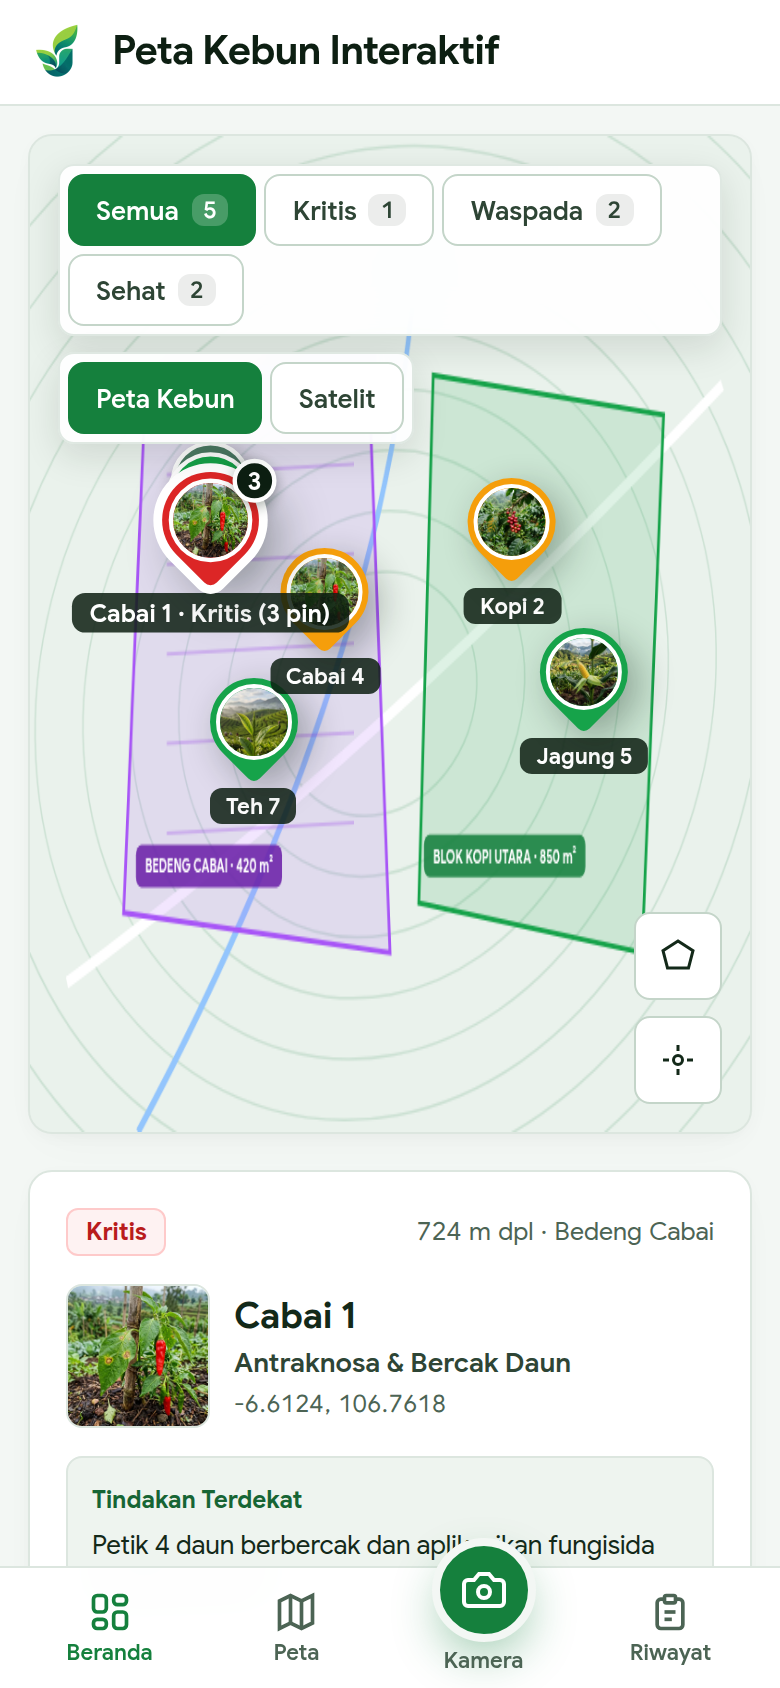 Peta Kebun Interaktif
Semua 5
Kritis 1
Waspada 2
Sehat 2
Peta Kebun
Satelit
3
Cabai 1 · Kritis (3 pin)
Kopi 2
Cabai 4
Jagung 5
Teh 7
BEDENG CABAI · 420 m²
BLOK KOPI UTARA · 850 m²
Kritis
724 m dpl · Bedeng Cabai
Cabai 1
Antraknosa & Bercak Daun
-6.6124, 106.7618
Tindakan Terdekat
Petik 4 daun berbercak dan aplikasikan fungisida
Beranda
Peta
Kamera
Riwayat